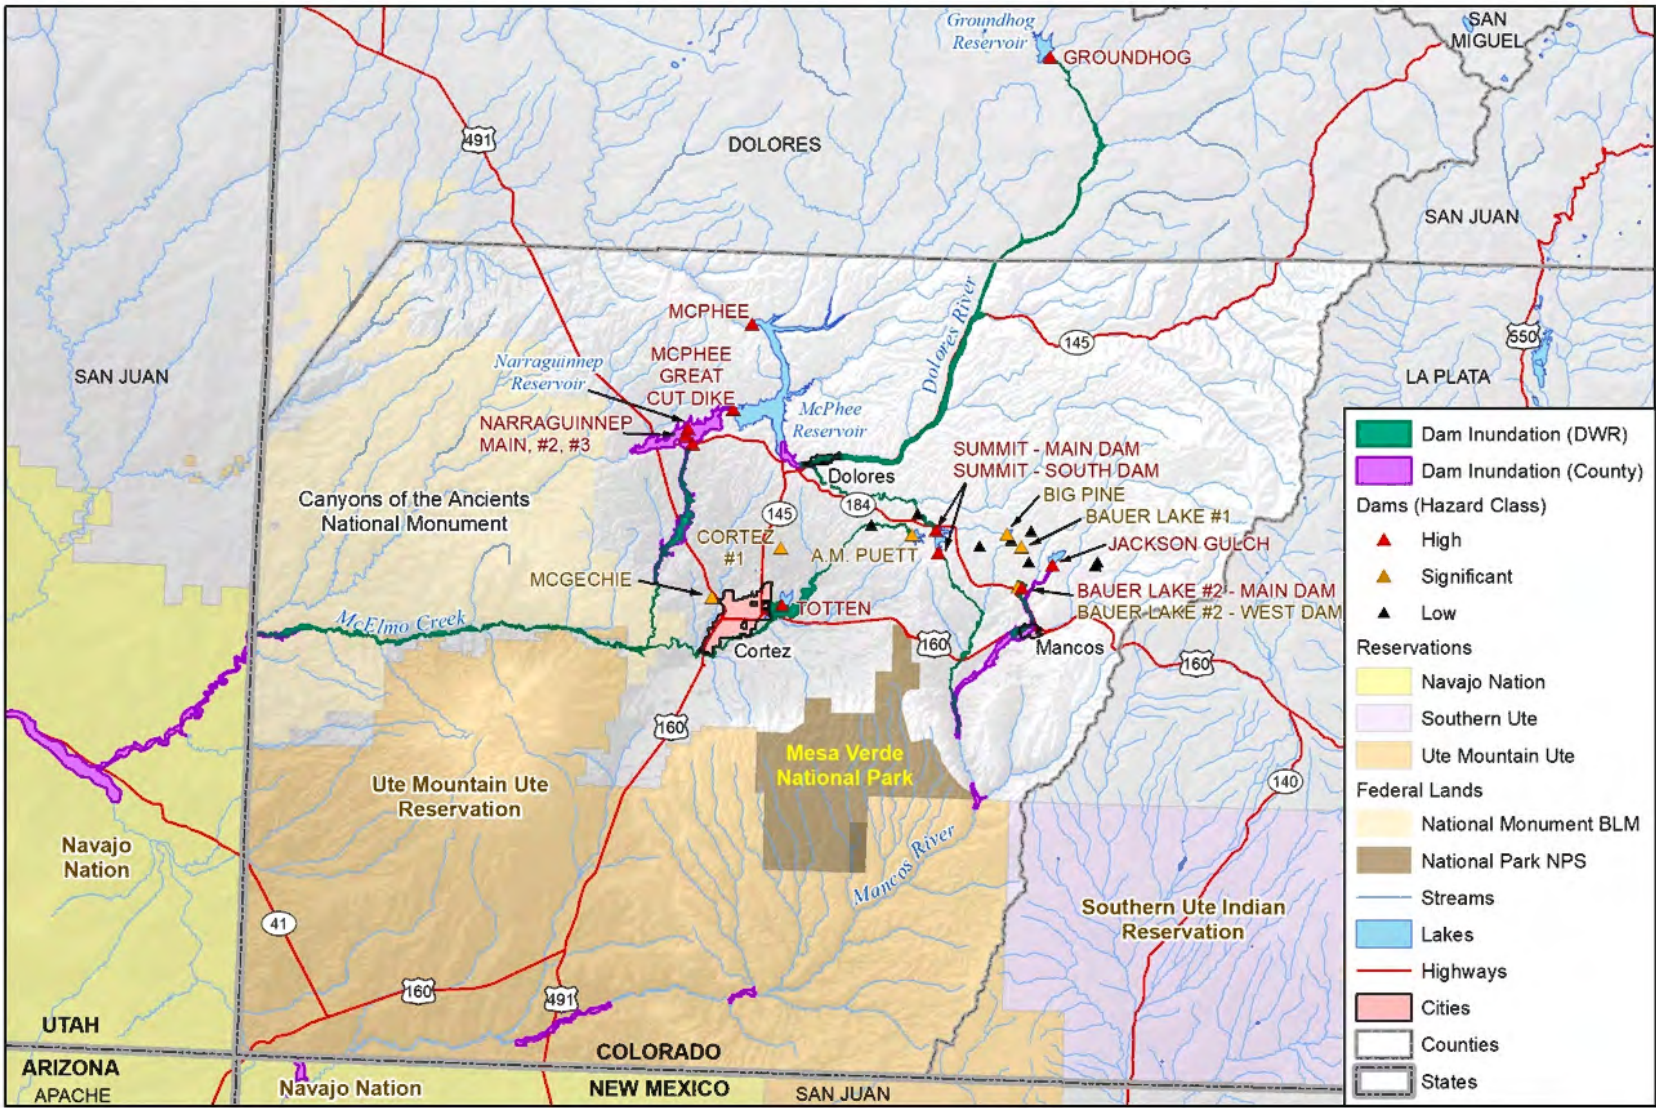 Groundhog
Reservoir
SAN
MIGUEL
GROUNDHOG
491
DOLORES
SAN JUAN
MCPHEE
Dolores River
145
550
Narraguinnep
Reservoir
MCPHEE
GREAT
CUT DIKE
SAN JUAN
LA PLATA
McPhee
Reservoir
NARRAGUINNEP
MAIN, #2, #3
SUMMIT - MAIN DAM
SUMMIT - SOUTH DAM
Dolores
Canyons of the Ancients
National Monument
145
184
BIG PINE
BAUER LAKE #1
CORTEZ
#1
A.M. PUETT
JACKSON GULCH
MCGECHIE
BAUER LAKE #2 - MAIN DAM
BAUER LAKE #2 - WEST DAM
TOTTEN
McElmo Creek
Cortez
160
Mancos
160
160
Mesa Verde
National Park
Ute Mountain Ute
Reservation
140
Navajo
Nation
Mancos River
Southern Ute Indian
Reservation
41
160
491
UTAH
COLORADO
ARIZONA
APACHE
Navajo Nation
NEW MEXICO
SAN JUAN
Dam Inundation (DWR)
Dam Inundation (County)
Dams (Hazard Class)
High
Significant
Low
Reservations
Navajo Nation
Southern Ute
Ute Mountain Ute
Federal Lands
National Monument BLM
National Park NPS
Streams
Lakes
Highways
Cities
Counties
States